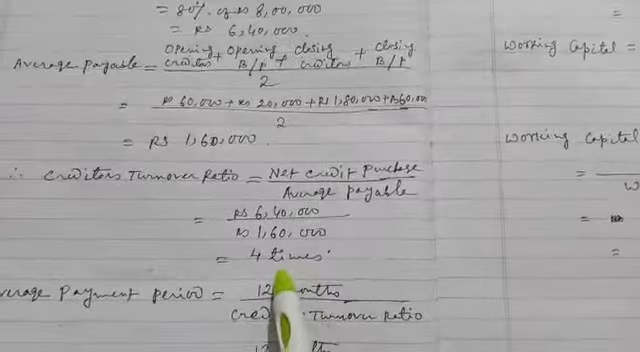 = 80% of Rs 8,00,000
= Rs 6,40,000.
Average payable = Opening creditors + Opening B/P + closing creditors + closing B/P
2
= Rs 60,000 + Rs 20,000 + Rs 1,80,000 + Rs 60,000
2
= Rs 1,60,000.
∴ Creditors Turnover Ratio = Net credit Purchase
Average payable
= Rs 6,40,000
Rs 1,60,000
= 4 times.
Average Payment period = 12 months
Turnover Ratio
=
Working Capital =
Working Capital
=
=
=